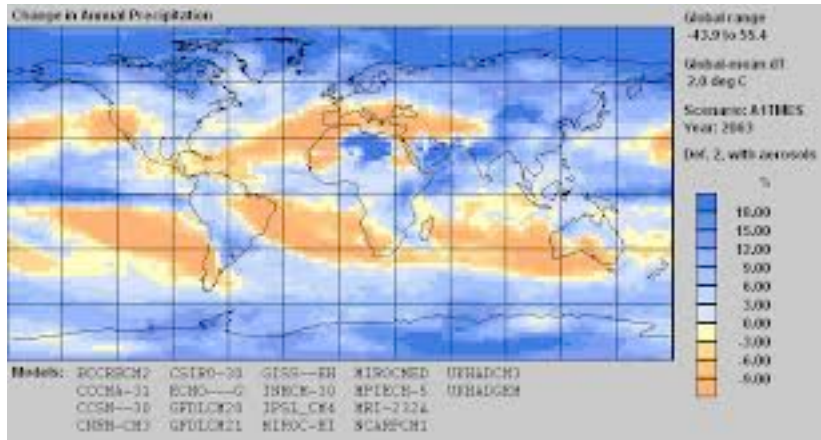 Change in Annual Precipitation
Global range
-43.9 to 55.4
Global-mean dT
2.0 deg C
Scenario: A1TMES
Year: 2063
Def. 2, with aerosols
%
18.00
15.00
12.00
9.00
6.00
3.00
0.00
-3.00
-6.00
-9.00
Models: BCCRBCM2 CSIRO-30 GISS--EH MIROCMED UKHADCM3
CCCMA-31 ECHO---G INMCM-30 MPIECH-5 UKHADGEM
CCSM--30 GFDLCM20 IPSL_CM4 MRI-232A
CNRM-CM3 GFDLCM21 MIROC-HI NCARPCM1